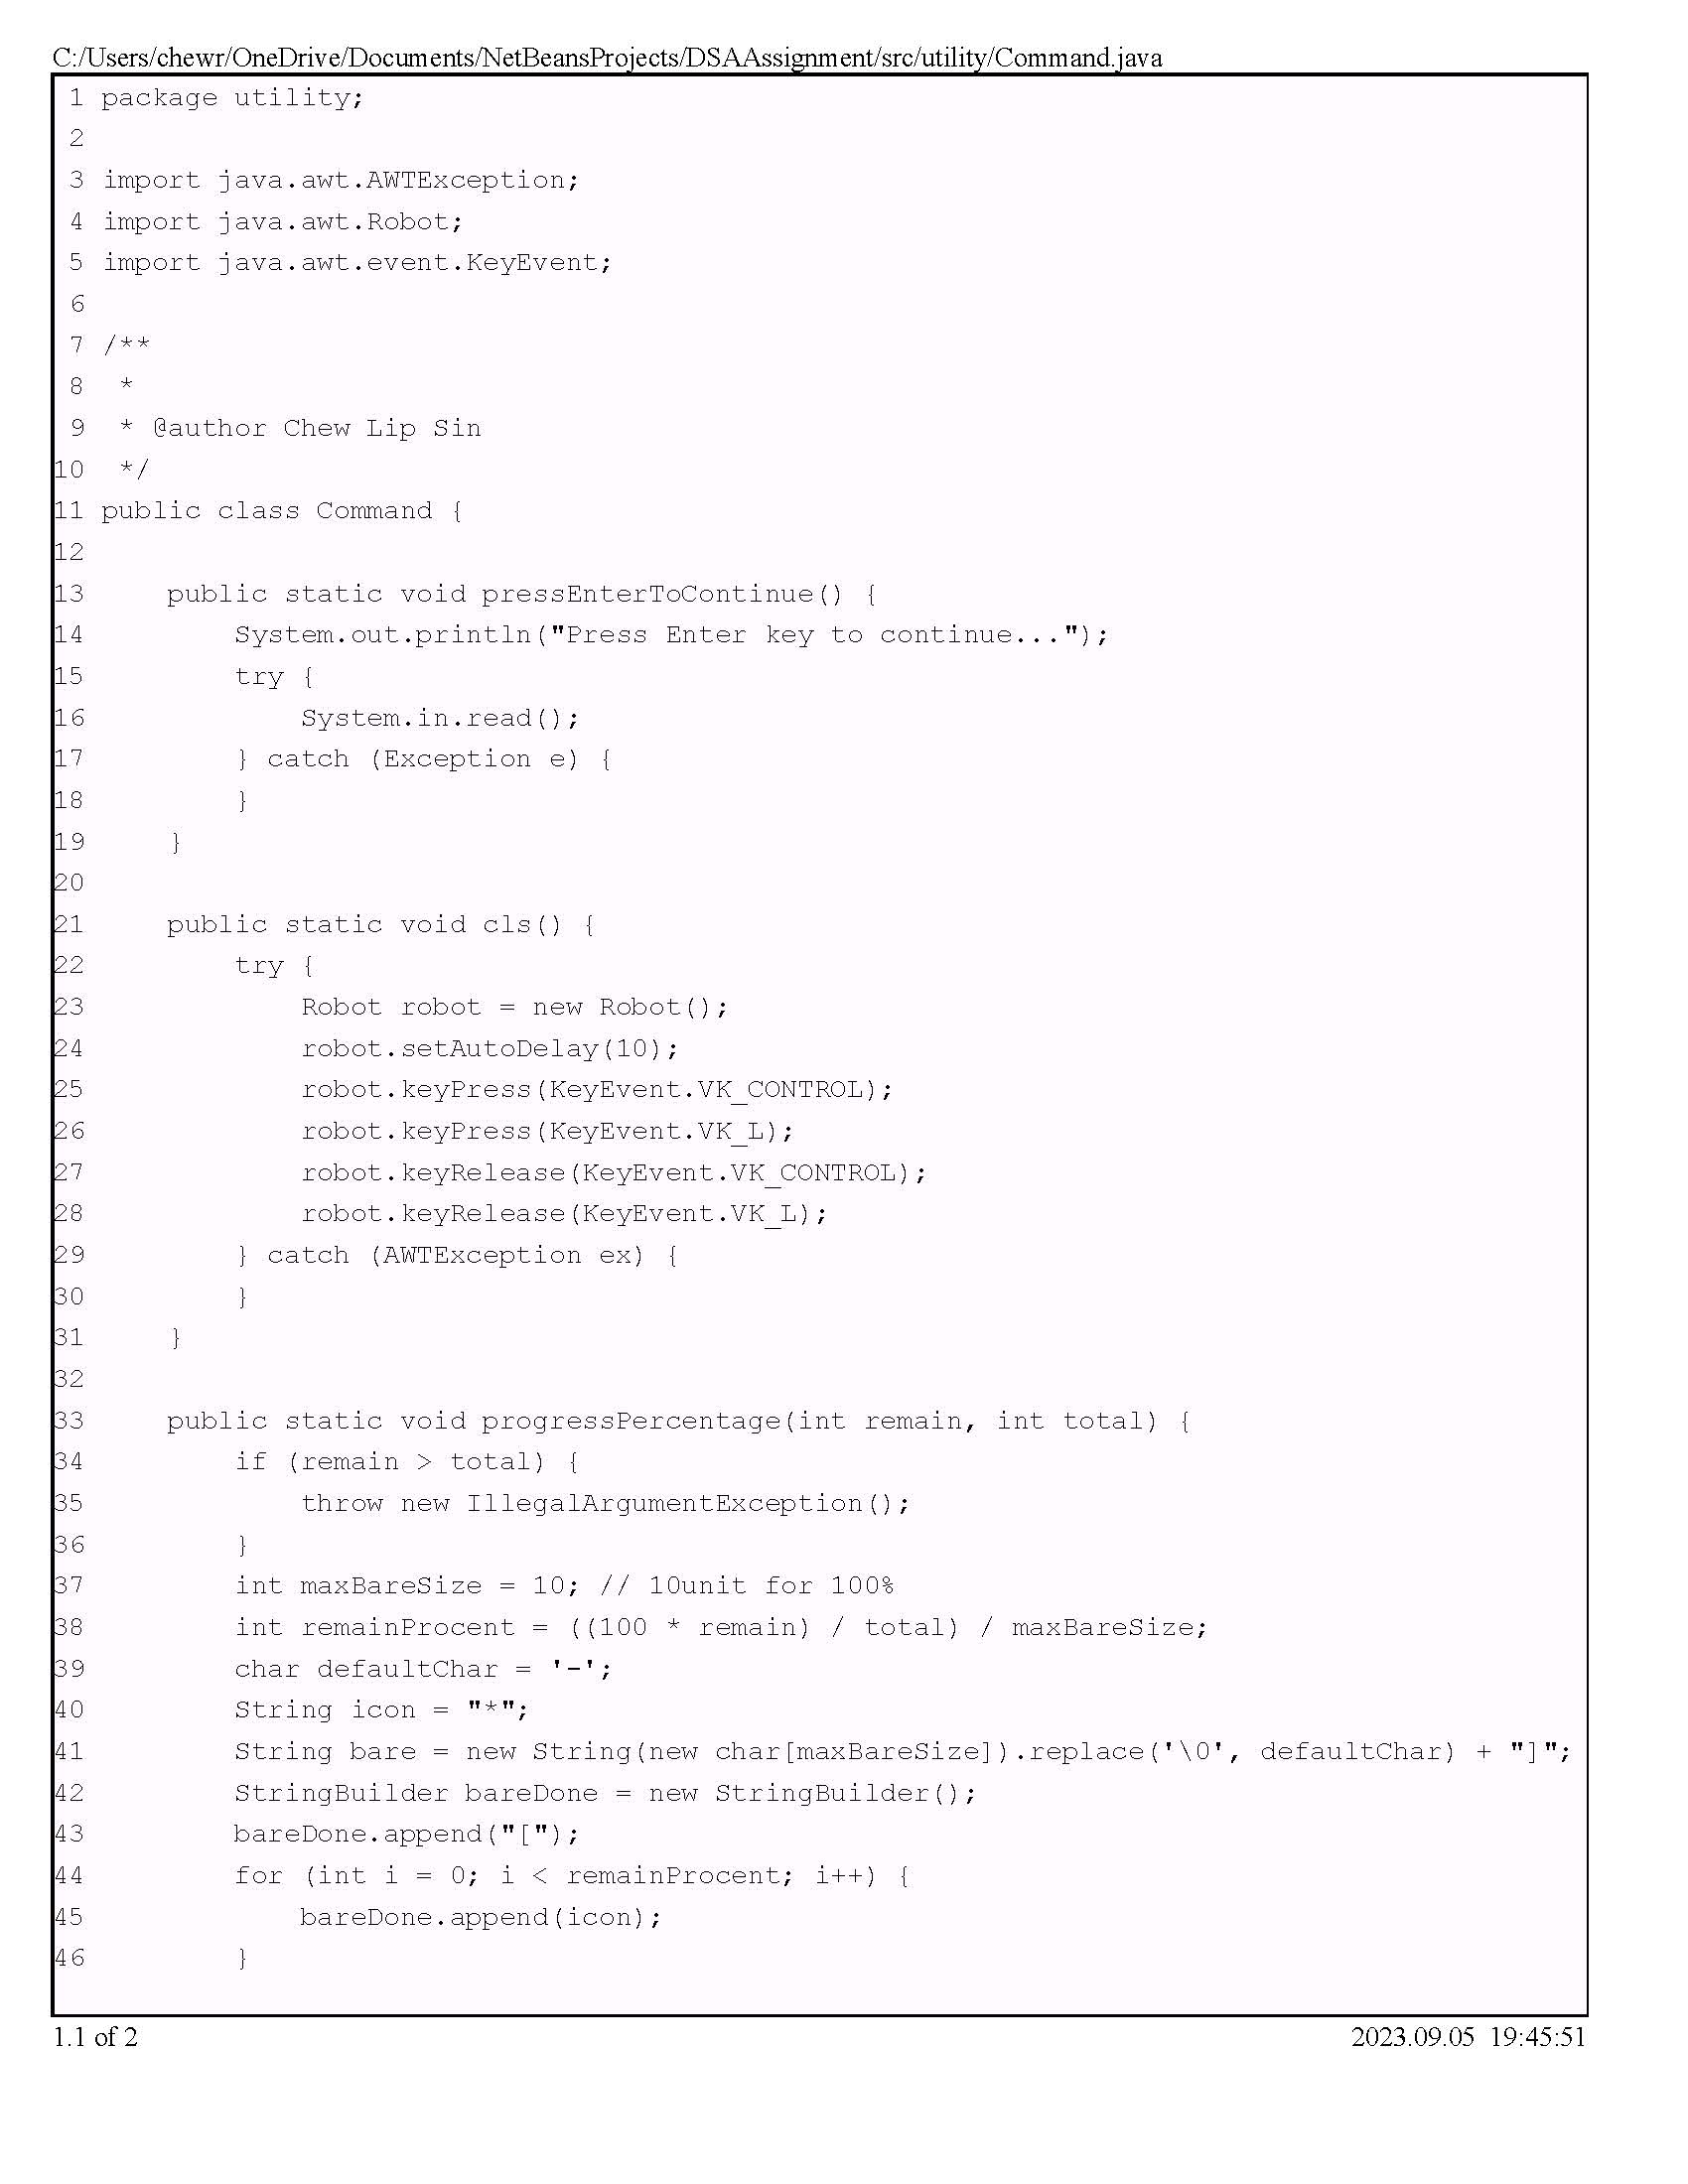 C:/Users/chewr/OneDrive/Documents/NetBeansProjects/DSAAssignment/src/utility/Command.java
1 package utility;
2
3 import java.awt.AWTException;
4 import java.awt.Robot;
5 import java.awt.event.KeyEvent;
6
7 /**
8  *
9  * @author Chew Lip Sin
10  */
11 public class Command {
12
13     public static void pressEnterToContinue() {
14         System.out.println("Press Enter key to continue...");
15         try {
16             System.in.read();
17         } catch (Exception e) {
18         }
19     }
20
21     public static void cls() {
22         try {
23             Robot robot = new Robot();
24             robot.setAutoDelay(10);
25             robot.keyPress(KeyEvent.VK_CONTROL);
26             robot.keyPress(KeyEvent.VK_L);
27             robot.keyRelease(KeyEvent.VK_CONTROL);
28             robot.keyRelease(KeyEvent.VK_L);
29         } catch (AWTException ex) {
30         }
31     }
32
33     public static void progressPercentage(int remain, int total) {
34         if (remain > total) {
35             throw new IllegalArgumentException();
36         }
37         int maxBareSize = 10; // 10unit for 100%
38         int remainProcent = ((100 * remain) / total) / maxBareSize;
39         char defaultChar = '-';
40         String icon = "*";
41         String bare = new String(new char[maxBareSize]).replace('\0', defaultChar) + "]";
42         StringBuilder bareDone = new StringBuilder();
43         bareDone.append("[");
44         for (int i = 0; i < remainProcent; i++) {
45             bareDone.append(icon);
46         }
1.1 of 2
2023.09.05 19:45:51